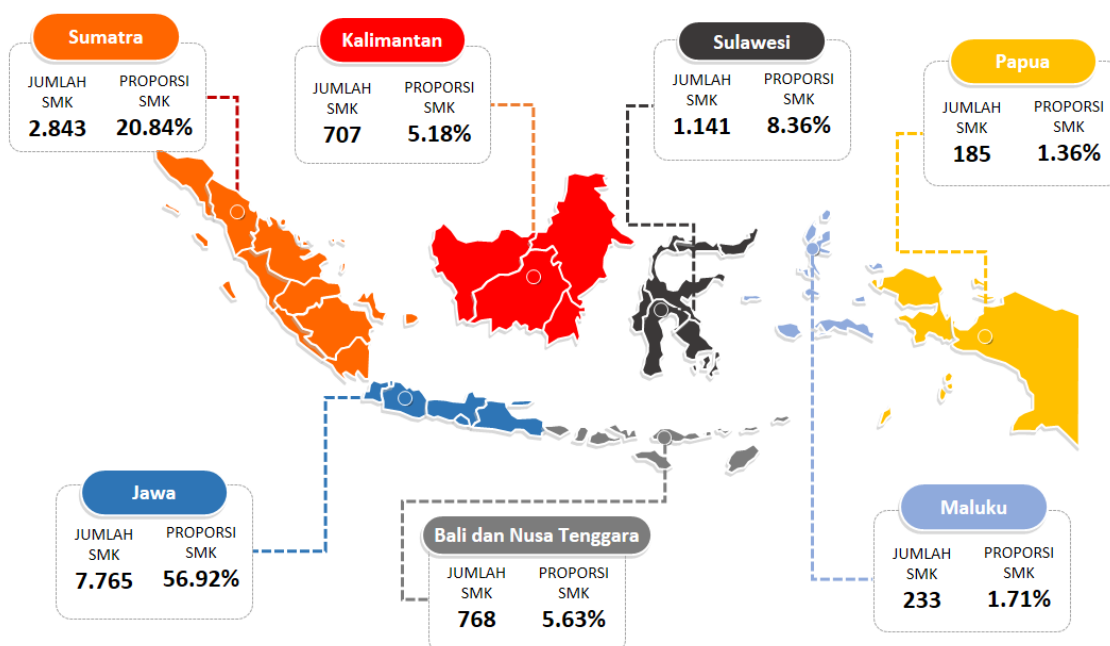 Sumatra
JUMLAH SMK
PROPORSI SMK
2.843
20.84%
Kalimantan
JUMLAH SMK
PROPORSI SMK
707
5.18%
Sulawesi
JUMLAH SMK
PROPORSI SMK
1.141
8.36%
Papua
JUMLAH SMK
PROPORSI SMK
185
1.36%
Jawa
JUMLAH SMK
PROPORSI SMK
7.765
56.92%
Bali dan Nusa Tenggara
JUMLAH SMK
PROPORSI SMK
768
5.63%
Maluku
JUMLAH SMK
PROPORSI SMK
233
1.71%